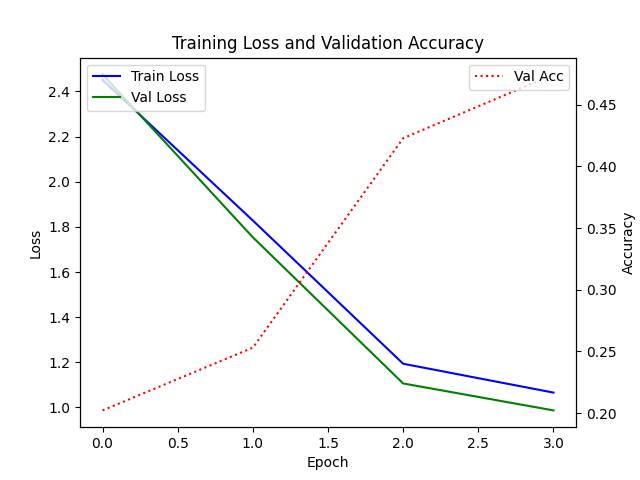 Training Loss and Validation Accuracy
Train Loss
Val Loss
Val Acc
2.4
2.2
2.0
1.8
1.6
1.4
1.2
1.0
Loss
0.45
0.40
0.35
0.30
0.25
0.20
Accuracy
0.0 0.5 1.0 1.5 2.0 2.5 3.0
Epoch